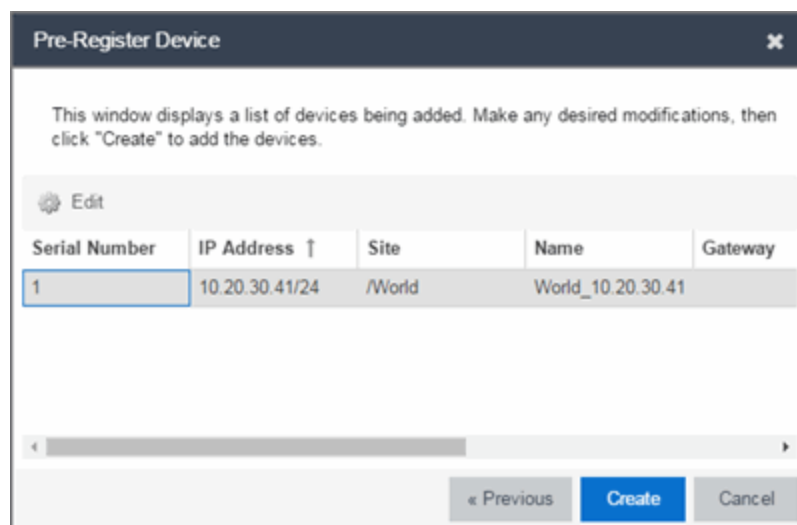 Pre-Register Device
This window displays a list of devices being added. Make any desired modifications, then
click "Create" to add the devices.
Edit
Serial Number IP Address ↑ Site Name Gateway
1 10.20.30.41/24 /World World_10.20.30.41
« Previous Create Cancel